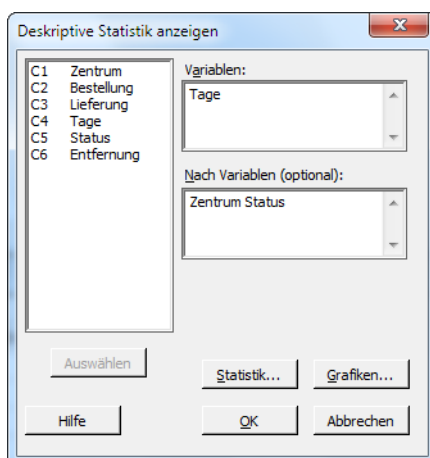 Deskriptive Statistik anzeigen
C1 Zentrum
C2 Bestellung
C3 Lieferung
C4 Tage
C5 Status
C6 Entfernung
Variablen:
Tage
Nach Variablen (optional):
Zentrum Status
Auswählen
Statistik...
Grafiken...
Hilfe
OK
Abbrechen